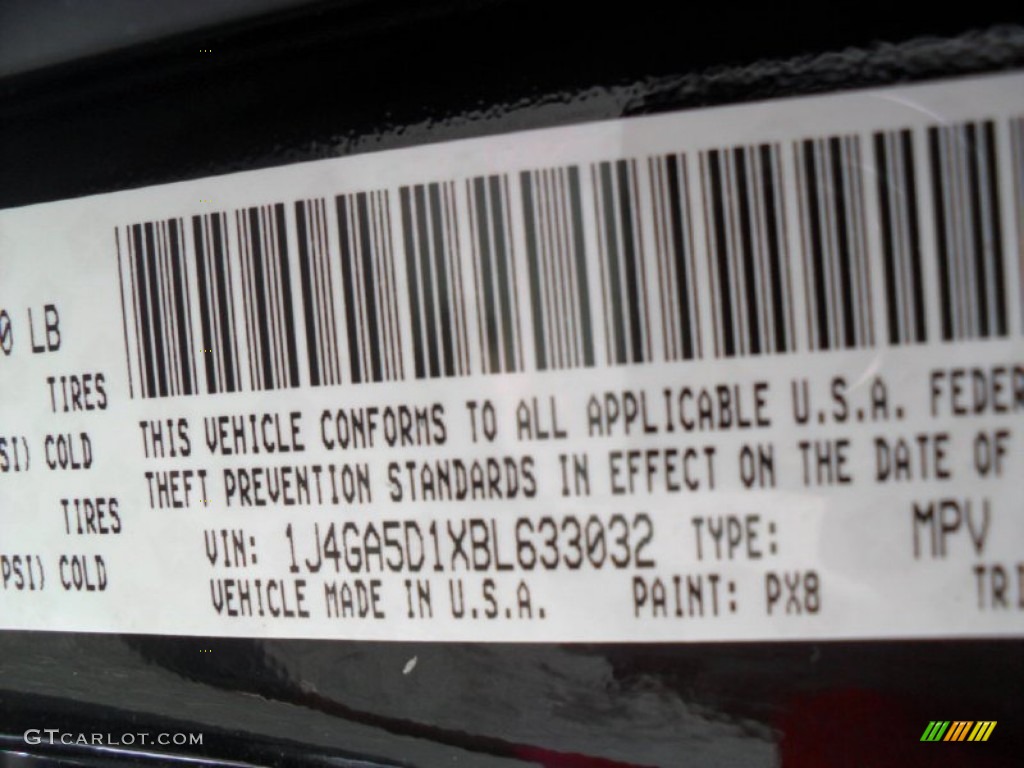 0 LB
TIRES
SI) COLD
TIRES
PSI) COLD
THIS VEHICLE CONFORMS TO ALL APPLICABLE U.S.A. FEDER
THEFT PREVENTION STANDARDS IN EFFECT ON THE DATE OF
VIN: 1J4GA5D1XBL633032 TYPE: MPV
VEHICLE MADE IN U.S.A. PAINT: PX8 TRI
GTCARLOT.COM